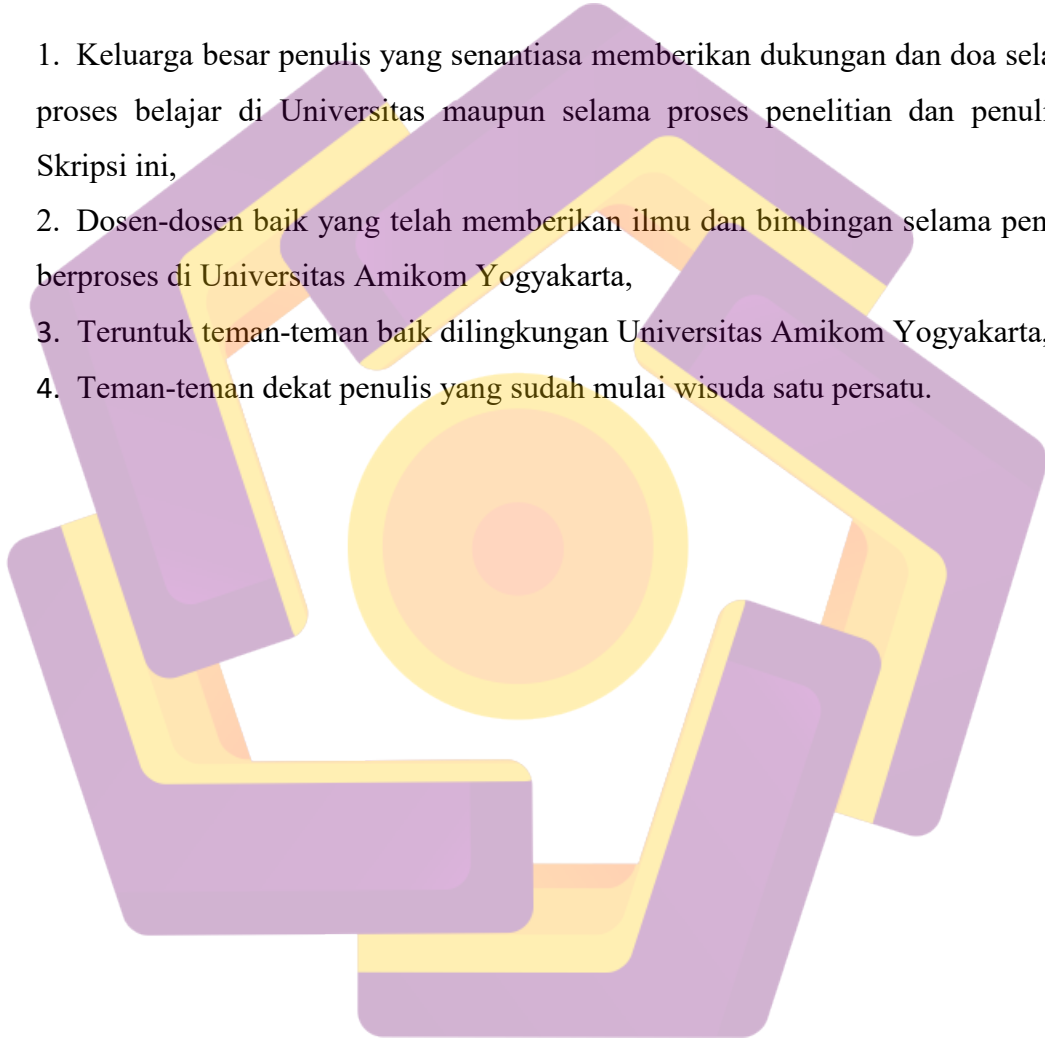 1. Keluarga besar penulis yang senantiasa memberikan dukungan dan doa sela
proses belajar di Universitas maupun selama proses penelitian dan penuli
Skripsi ini,
2. Dosen-dosen baik yang telah memberikan ilmu dan bimbingan selama pen
berproses di Universitas Amikom Yogyakarta,
3. Teruntuk teman-teman baik dilingkungan Universitas Amikom Yogyakarta,
4. Teman-teman dekat penulis yang sudah mulai wisuda satu persatu.